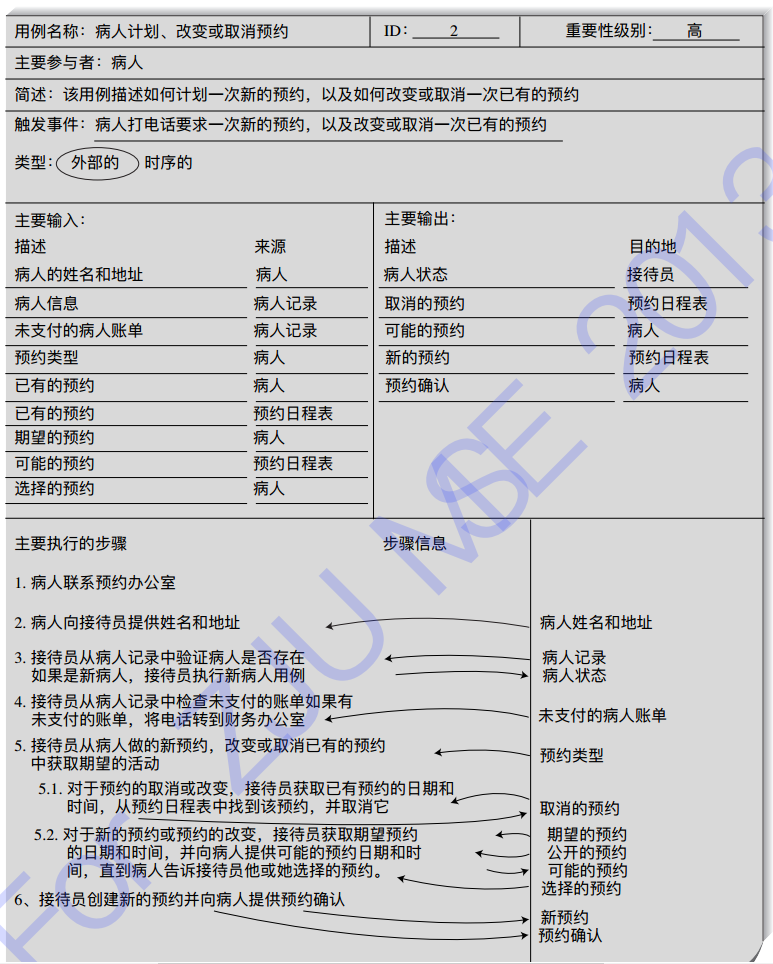 用例名称：病人计划、改变或取消预约 ID：2 重要性级别：高
主要参与者：病人
简述：该用例描述如何计划一次新的预约，以及如何改变或取消一次已有的预约
触发事件：病人打电话要求一次新的预约，以及改变或取消一次已有的预约
类型：外部的 时序的
主要输入：
描述 来源
病人的姓名和地址 病人
病人信息 病人记录
未支付的病人账单 病人记录
预约类型 病人
已有的预约 病人
已有的预约 预约日程表
期望的预约 病人
可能的预约 预约日程表
选择的预约 病人
主要输出：
描述 目的地
病人状态 接待员
取消的预约 预约日程表
可能的预约 病人
新的预约 预约日程表
预约确认 病人
主要执行的步骤 步骤信息
1. 病人联系预约办公室
2. 病人向接待员提供姓名和地址
病人姓名和地址
3. 接待员从病人记录中验证病人是否存在
如果是新病人，接待员执行新病人用例
病人记录
病人状态
4. 接待员从病人记录中检查未支付的账单如果有
未支付的账单，将电话转到财务办公室
未支付的病人账单
5. 接待员从病人做的新预约，改变或取消已有的预约
中获取期望的活动
预约类型
5.1. 对于预约的取消或改变，接待员获取已有预约的日期和
时间，从预约日程表中找到该预约，并取消它
取消的预约
5.2. 对于新的预约或预约的改变，接待员获取期望预约
的日期和时间，并向病人提供可能的预约日期和时
间，直到病人告诉接待员他或她选择的预约。
期望的预约
公开的预约
可能的预约
选择的预约
6、接待员创建新的预约并向病人提供预约确认
新预约
预约确认
For ZJU MSE 2013